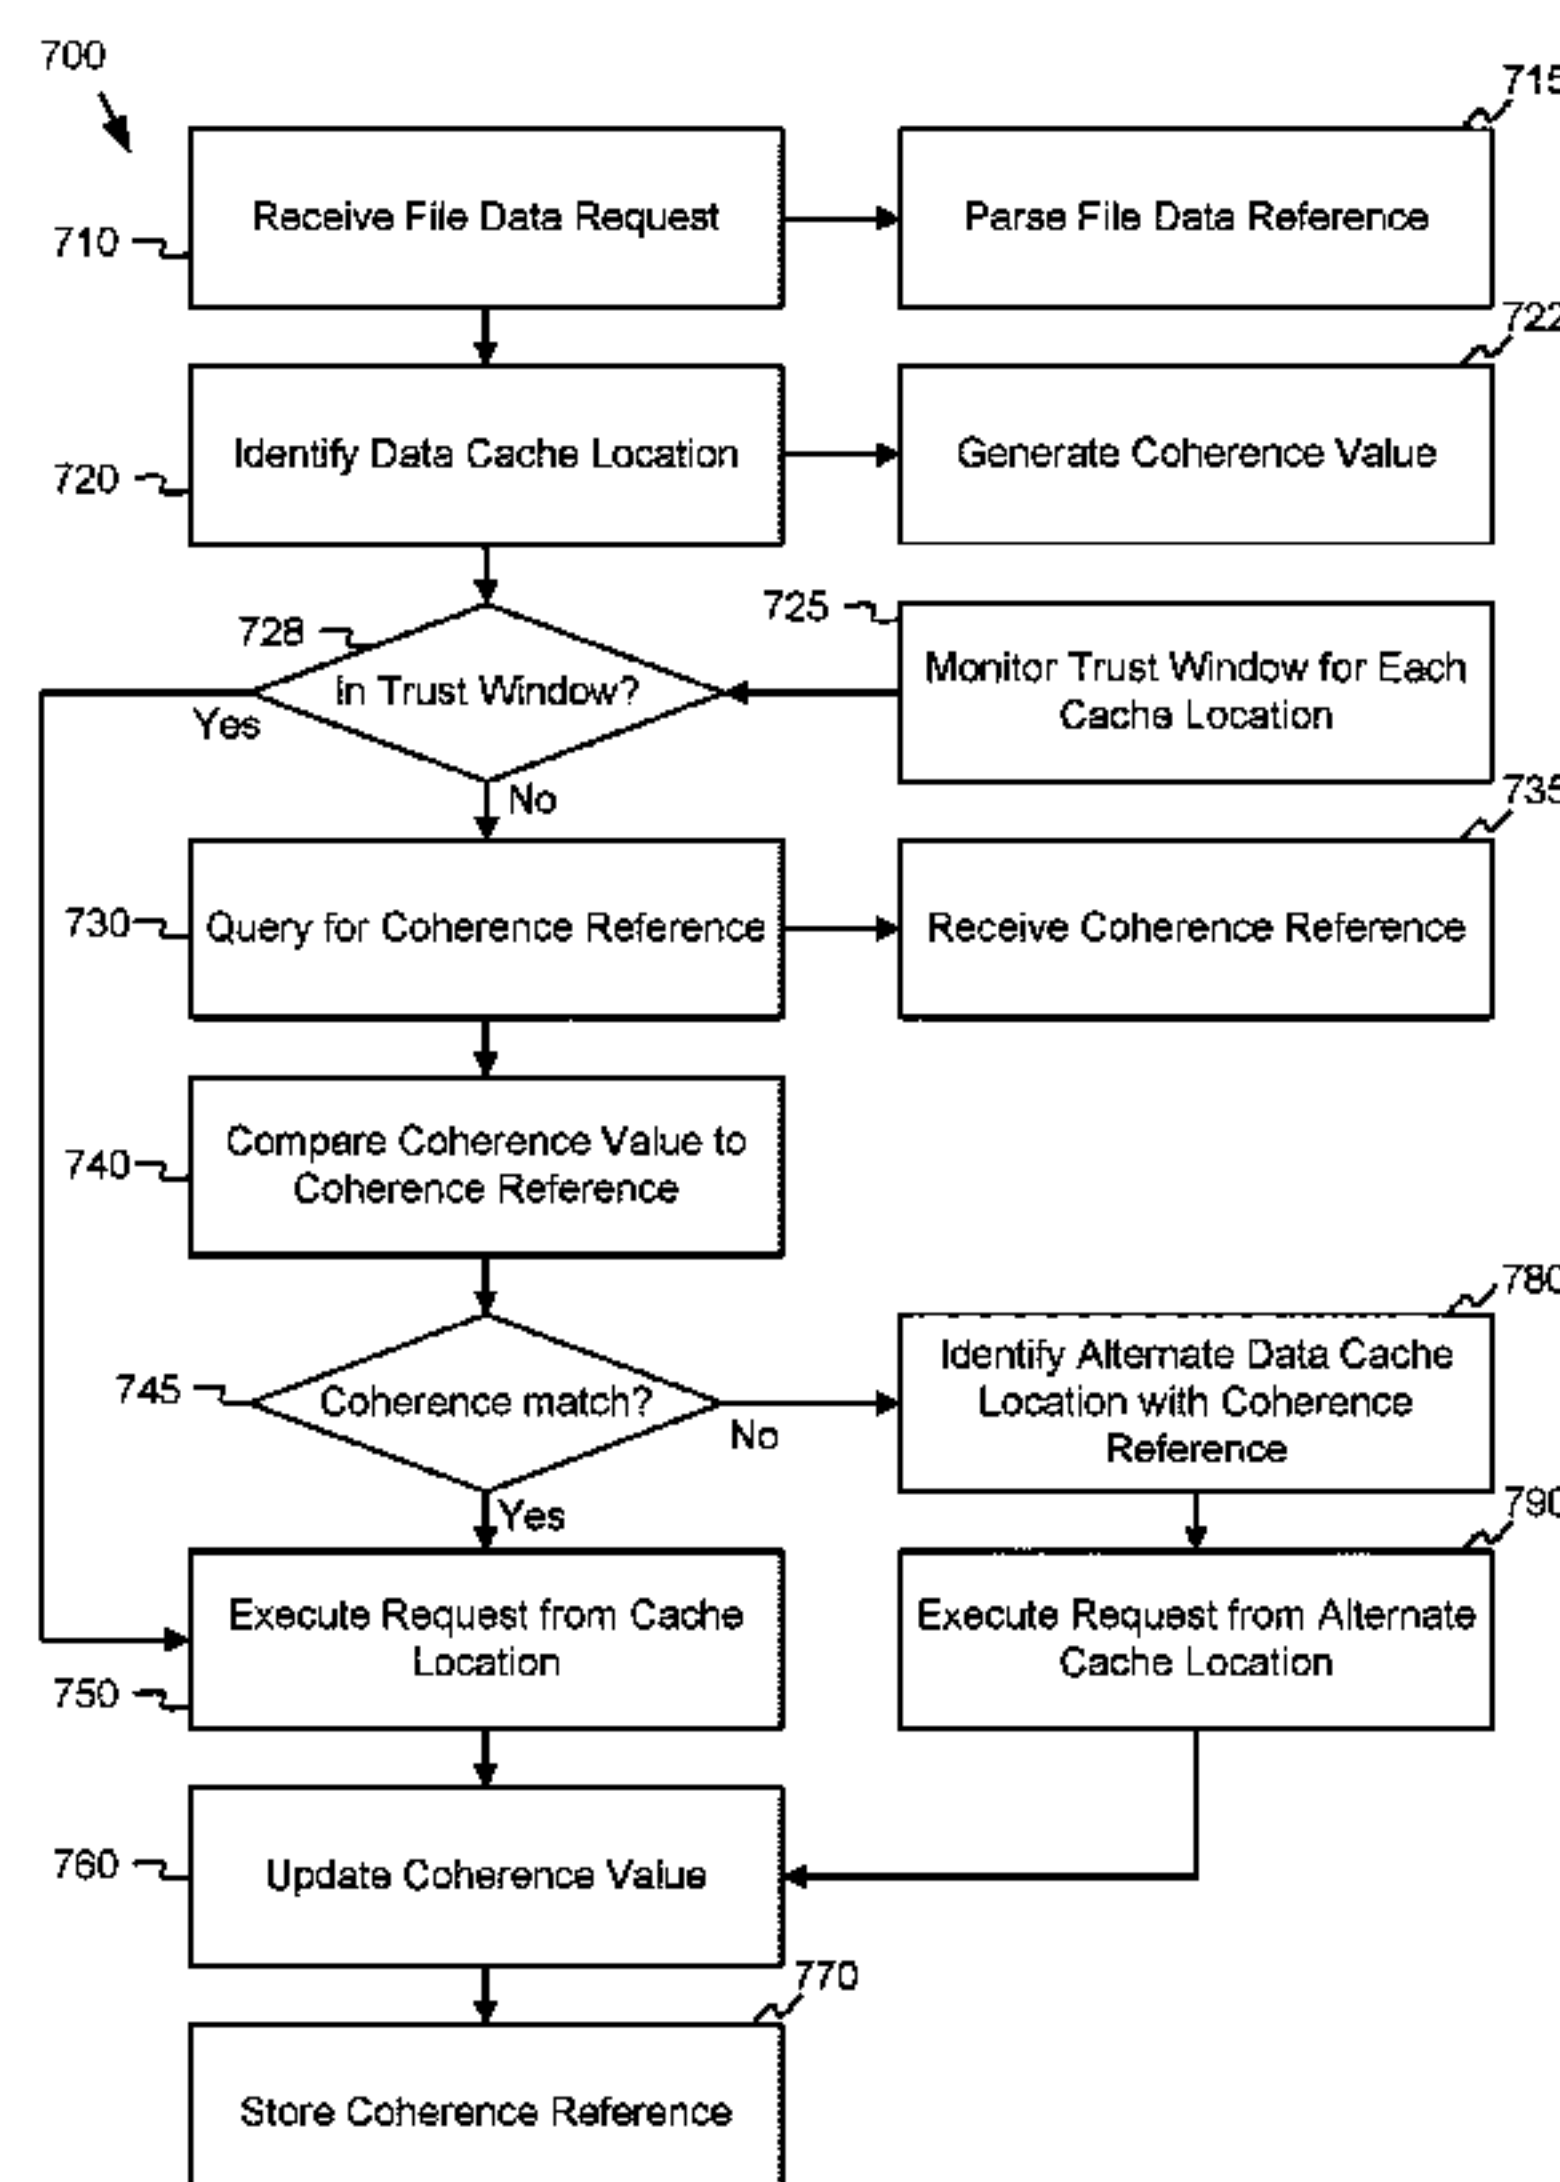 700
715
Receive File Data Request
Parse File Data Reference
710
722
Identify Data Cache Location
Generate Coherence Value
720
725
728
In Trust Window?
Monitor Trust Window for Each
Cache Location
Yes
No
735
730
Query for Coherence Reference
Receive Coherence Reference
Compare Coherence Value to
Coherence Reference
740
780
745
Coherence match?
No
Identify Alternate Data Cache
Location with Coherence
Reference
Yes
790
Execute Request from Cache
Location
Execute Request from Alternate
Cache Location
750
760
Update Coherence Value
770
Store Coherence Reference